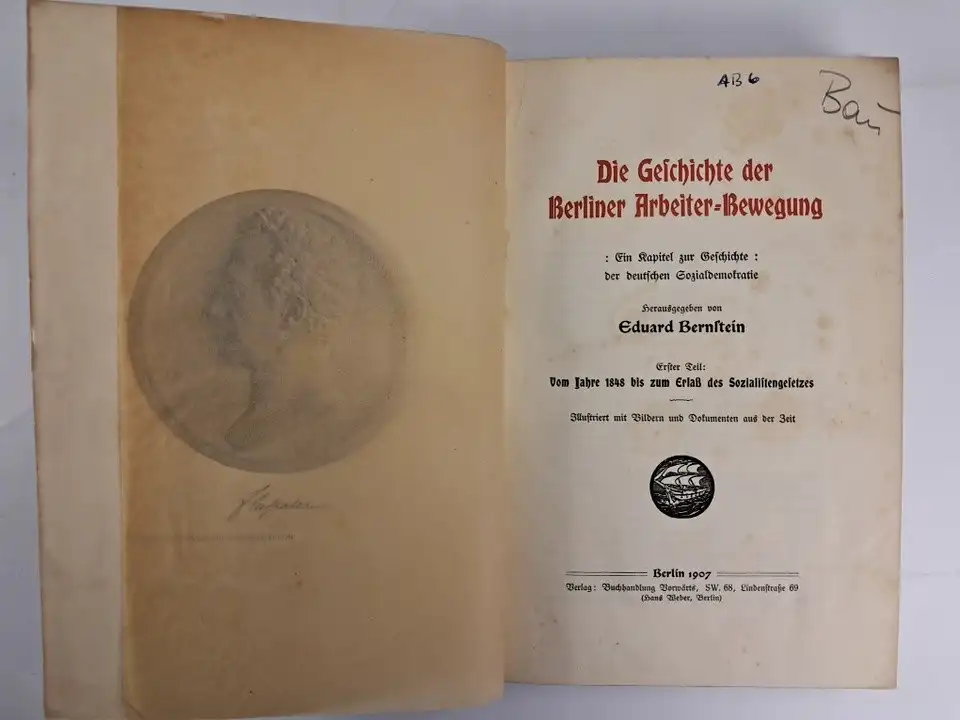 AB 6
Die Geschichte der
Berliner Arbeiter=Bewegung
: Ein Kapitel zur Geschichte :
der deutschen Sozialdemokratie
Herausgegeben von
Eduard Bernstein
Erster Teil:
Vom Jahre 1848 bis zum Erlaß des Sozialistengesetzes
Illustriert mit Bildern und Dokumenten aus der Zeit
Berlin 1907
Verlag: Buchhandlung Vorwärts, SW. 68, Lindenstraße 69
(Hans Weber, Berlin)